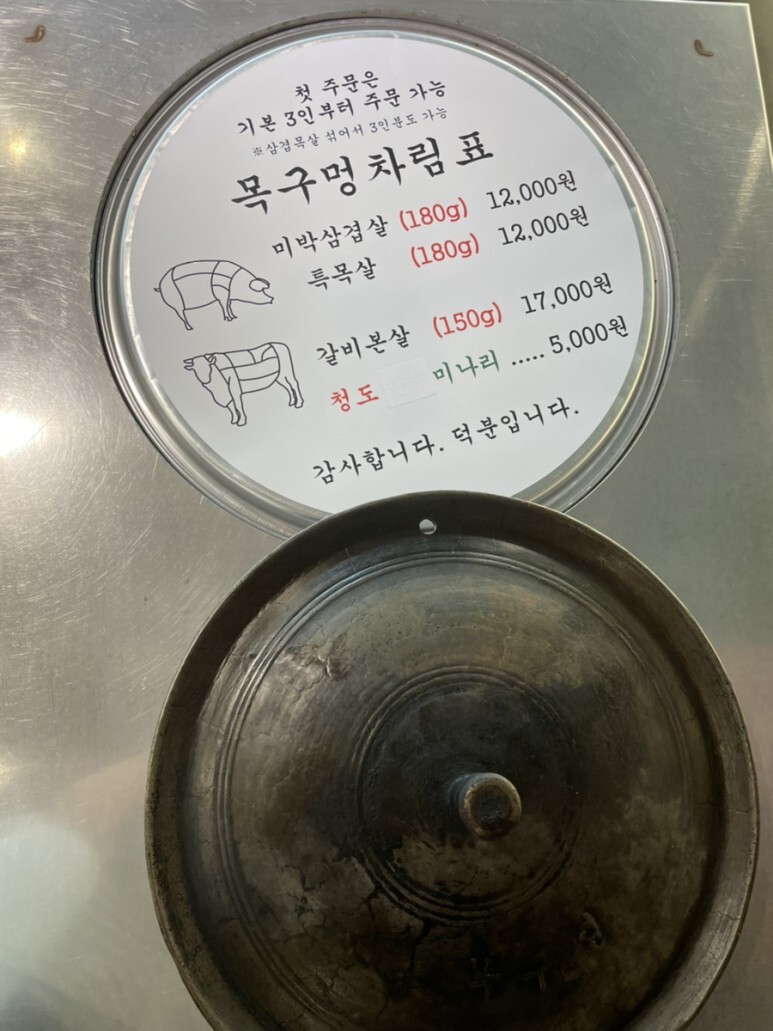 첫 주문은
기본 3인부터 주문 가능
※삼겹목살 섞어서 3인분도 가능
목구멍 차림표
미박삼겹살 (180g) 12,000원
특목살 (180g) 12,000원
갈비본살 (150g) 17,000원
청도 미나리 ..... 5,000원
감사합니다. 덕분입니다.